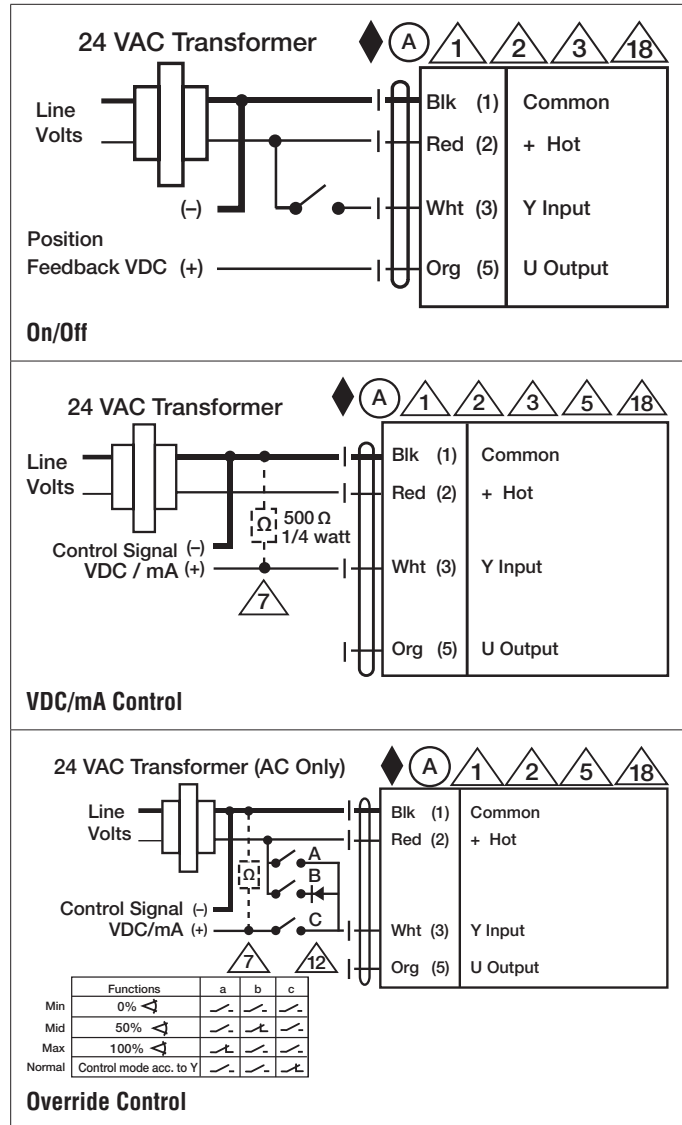 24 VAC Transformer
A 1 2 3 18
Line
Volts
Blk (1) Common
Red (2) + Hot
(–)
Wht (3) Y Input
Position
Feedback VDC (+)
Org (5) U Output
On/Off
24 VAC Transformer
A 1 2 3 5 18
Line
Volts
Blk (1) Common
Red (2) + Hot
Ω 500 Ω
1/4 watt
Control Signal (–)
VDC / mA (+)
Wht (3) Y Input
7
Org (5) U Output
VDC/mA Control
24 VAC Transformer (AC Only)
A 1 2 5 18
Line
Volts
Blk (1) Common
Red (2) + Hot
A
Ω
B
Control Signal (–)
C
VDC/mA (+)
Wht (3) Y Input
7 12
Org (5) U Output
Functions a b c
Min 0%
Mid 50%
Max 100%
Normal Control mode acc. to Y
Override Control